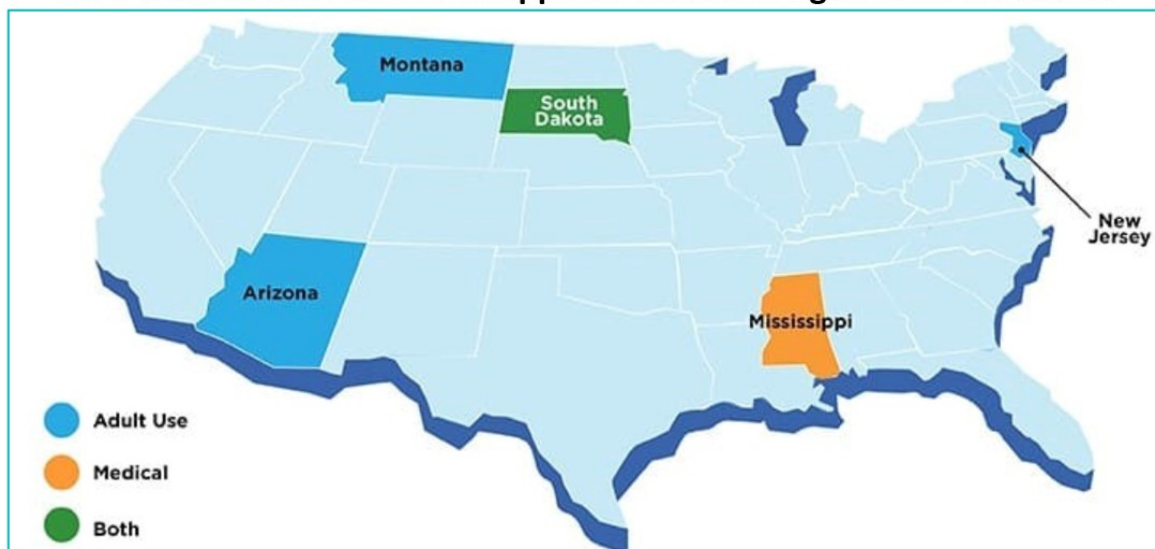 Montana
South
Dakota
New
Jersey
Arizona
Mississippi
Adult Use
Medical
Both